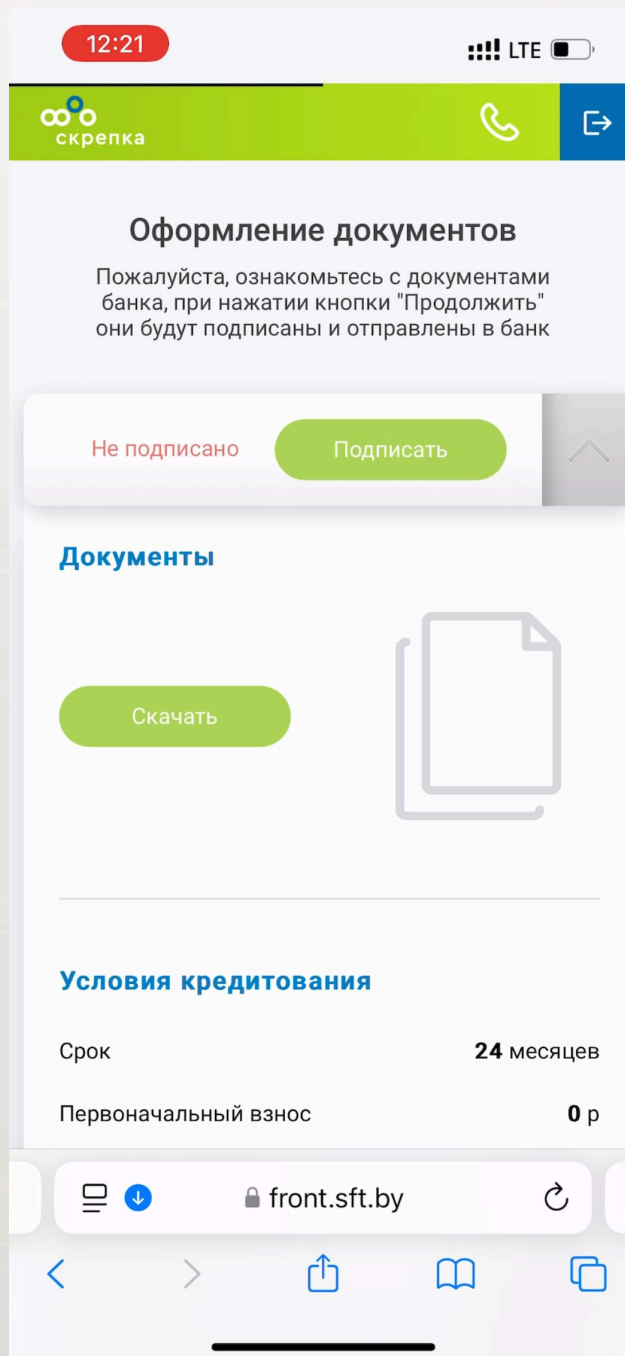 12:21
LTE
скрепка
Оформление документов
Пожалуйста, ознакомьтесь с документами
банка, при нажатии кнопки "Продолжить"
они будут подписаны и отправлены в банк
Не подписано
Подписать
Документы
Скачать
Условия кредитования
Срок 24 месяцев
Первоначальный взнос 0 р
front.sft.by